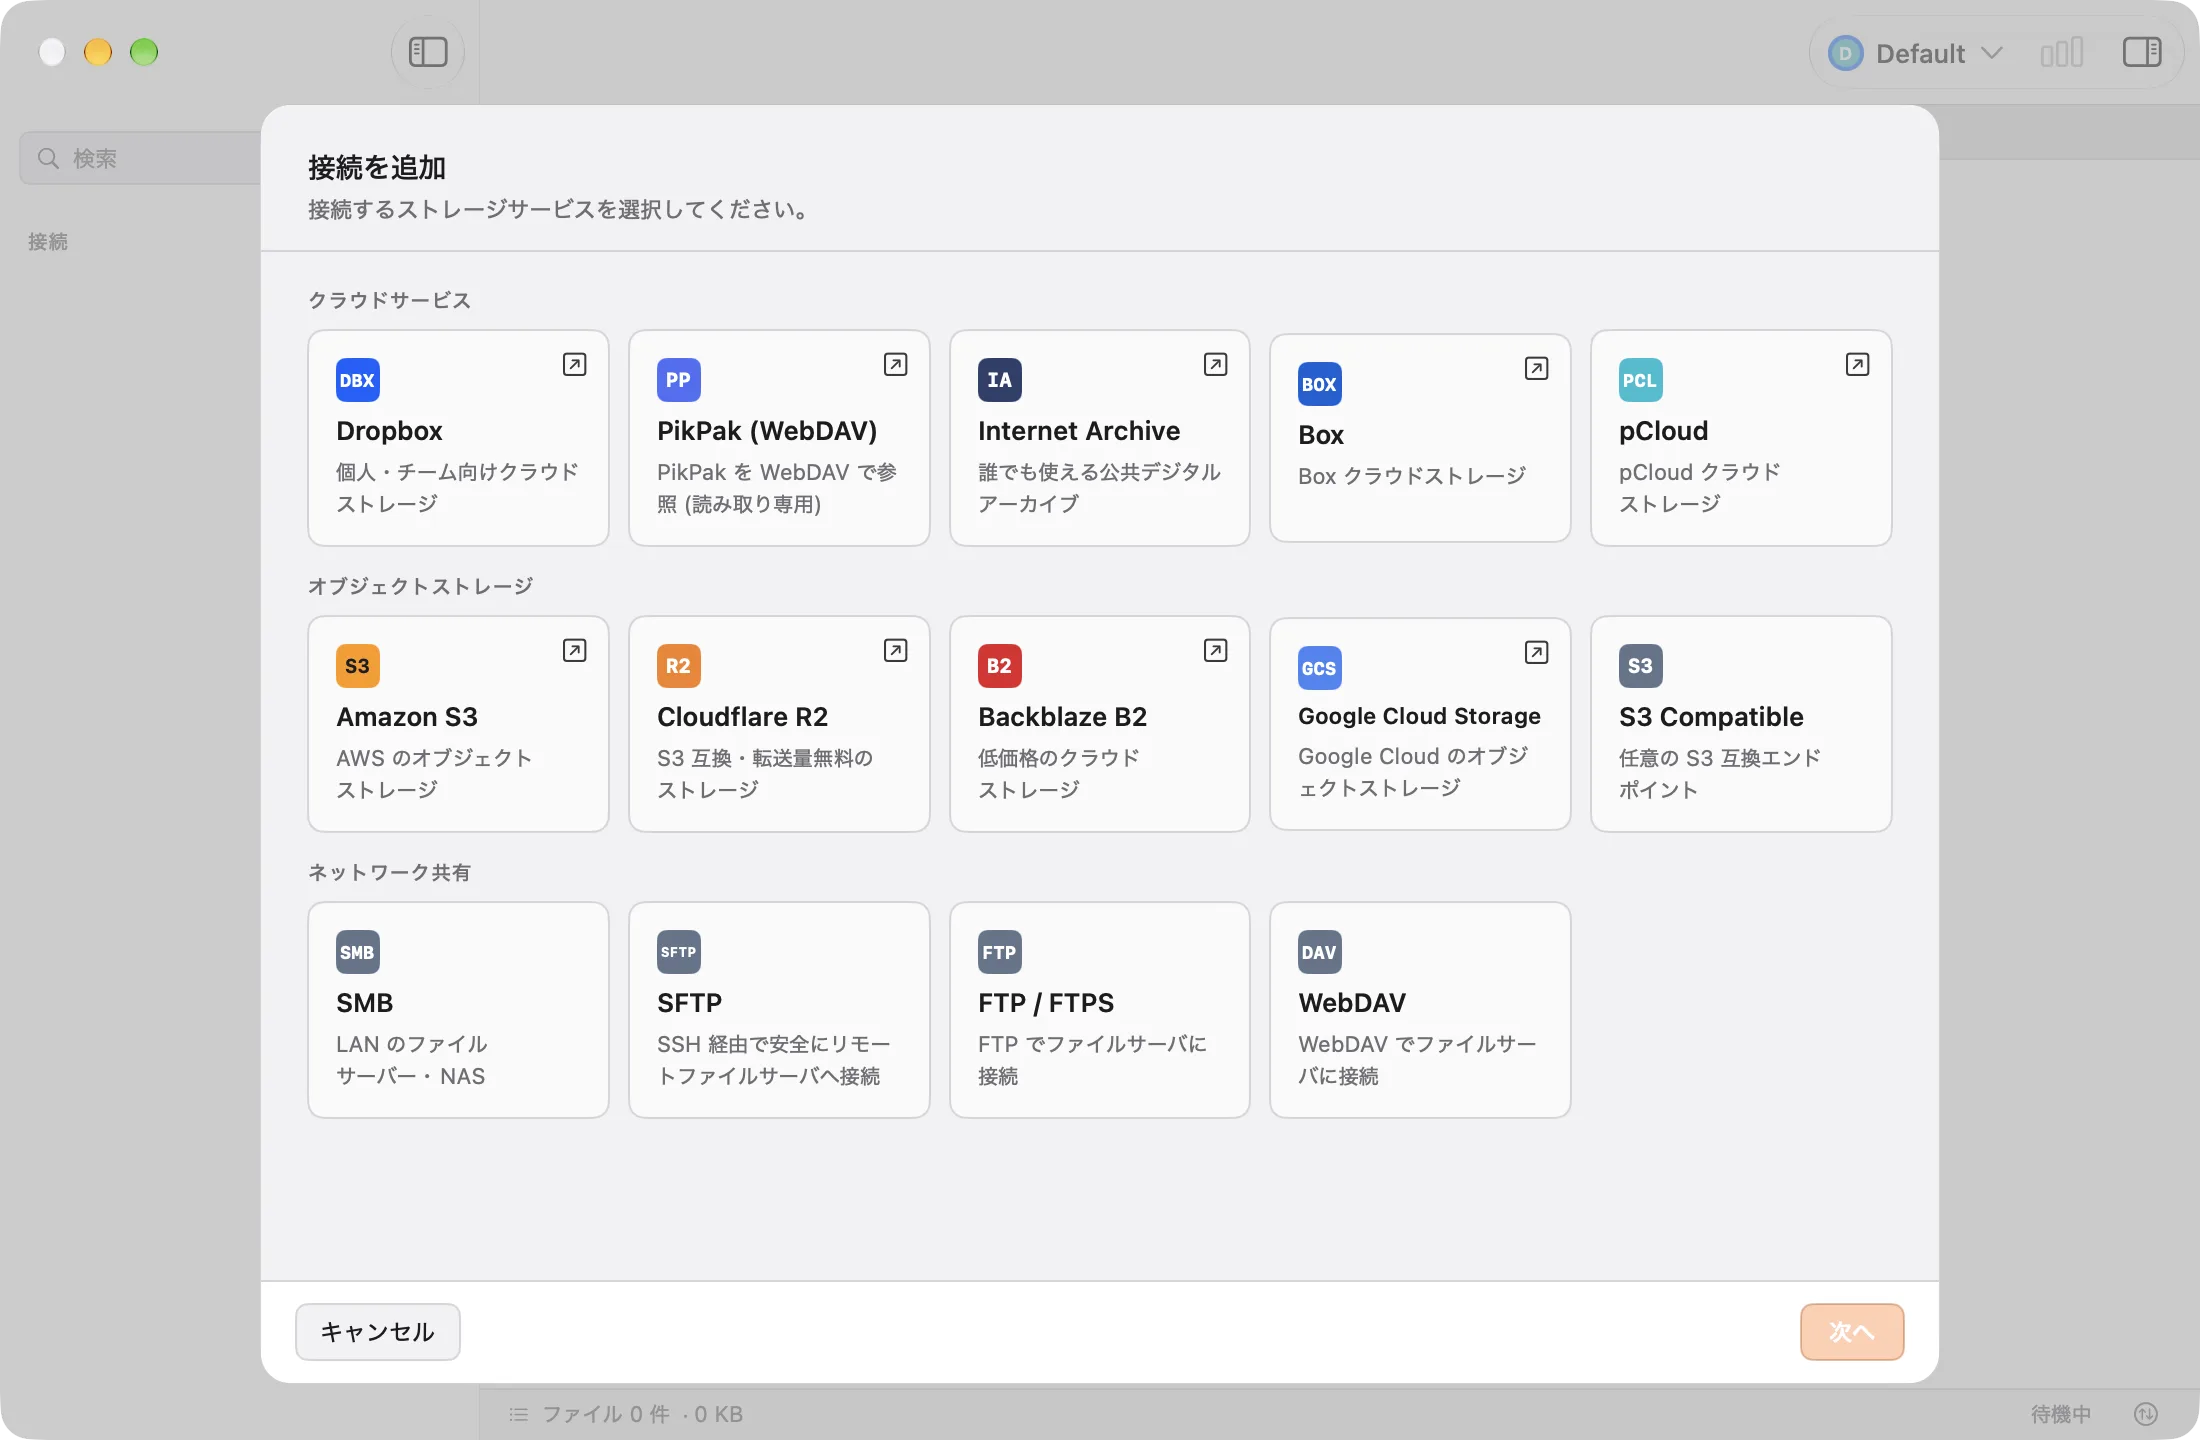 D Default
検索
接続
接続を追加
接続するストレージサービスを選択してください。
クラウドサービス
DBX
Dropbox
個人・チーム向けクラウド
ストレージ
PP
PikPak (WebDAV)
PikPak を WebDAV で参
照 (読み取り専用)
IA
Internet Archive
誰でも使える公共デジタル
アーカイブ
BOX
Box
Box クラウドストレージ
PCL
pCloud
pCloud クラウド
ストレージ
オブジェクトストレージ
S3
Amazon S3
AWS のオブジェクト
ストレージ
R2
Cloudflare R2
S3 互換・転送量無料の
ストレージ
B2
Backblaze B2
低価格のクラウド
ストレージ
GCS
Google Cloud Storage
Google Cloud のオブジ
ェクトストレージ
S3
S3 Compatible
任意の S3 互換エンド
ポイント
ネットワーク共有
SMB
SMB
LAN のファイル
サーバー・NAS
SFTP
SFTP
SSH 経由で安全にリモー
トファイルサーバへ接続
FTP
FTP / FTPS
FTP でファイルサーバに
接続
DAV
WebDAV
WebDAV でファイルサー
バに接続
キャンセル
次へ
ファイル 0 件 · 0 KB
待機中